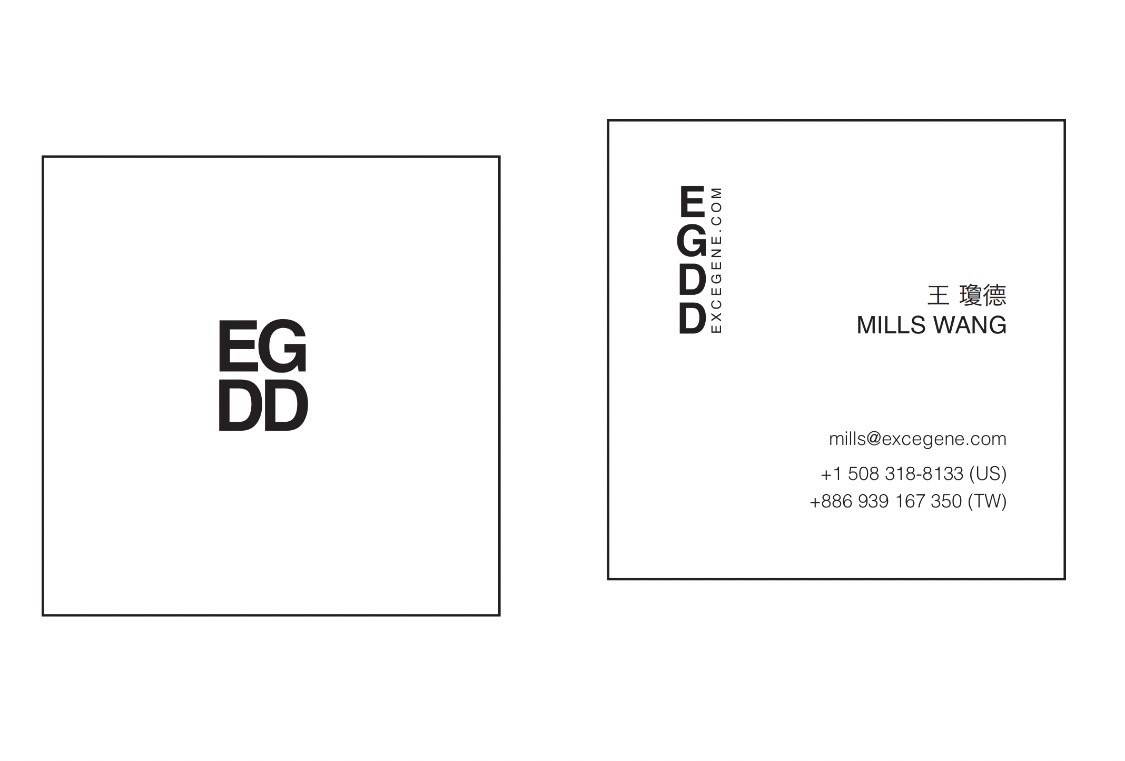 EG
DD
E
G
D
D
EXCEGENE.COM
王 瓊德
MILLS WANG
mills@excegene.com
+1 508 318-8133 (US)
+886 939 167 350 (TW)